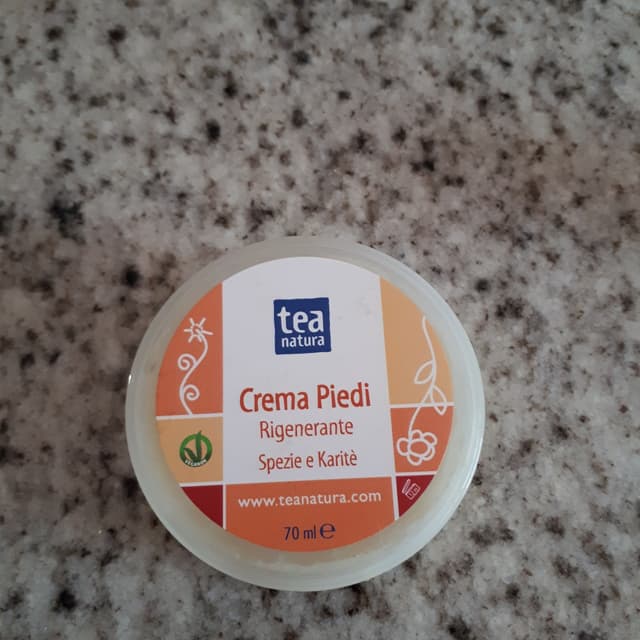 tea
natura
Crema Piedi
Rigenerante
Spezie e Karitè
www.teanatura.com
70 ml ℮